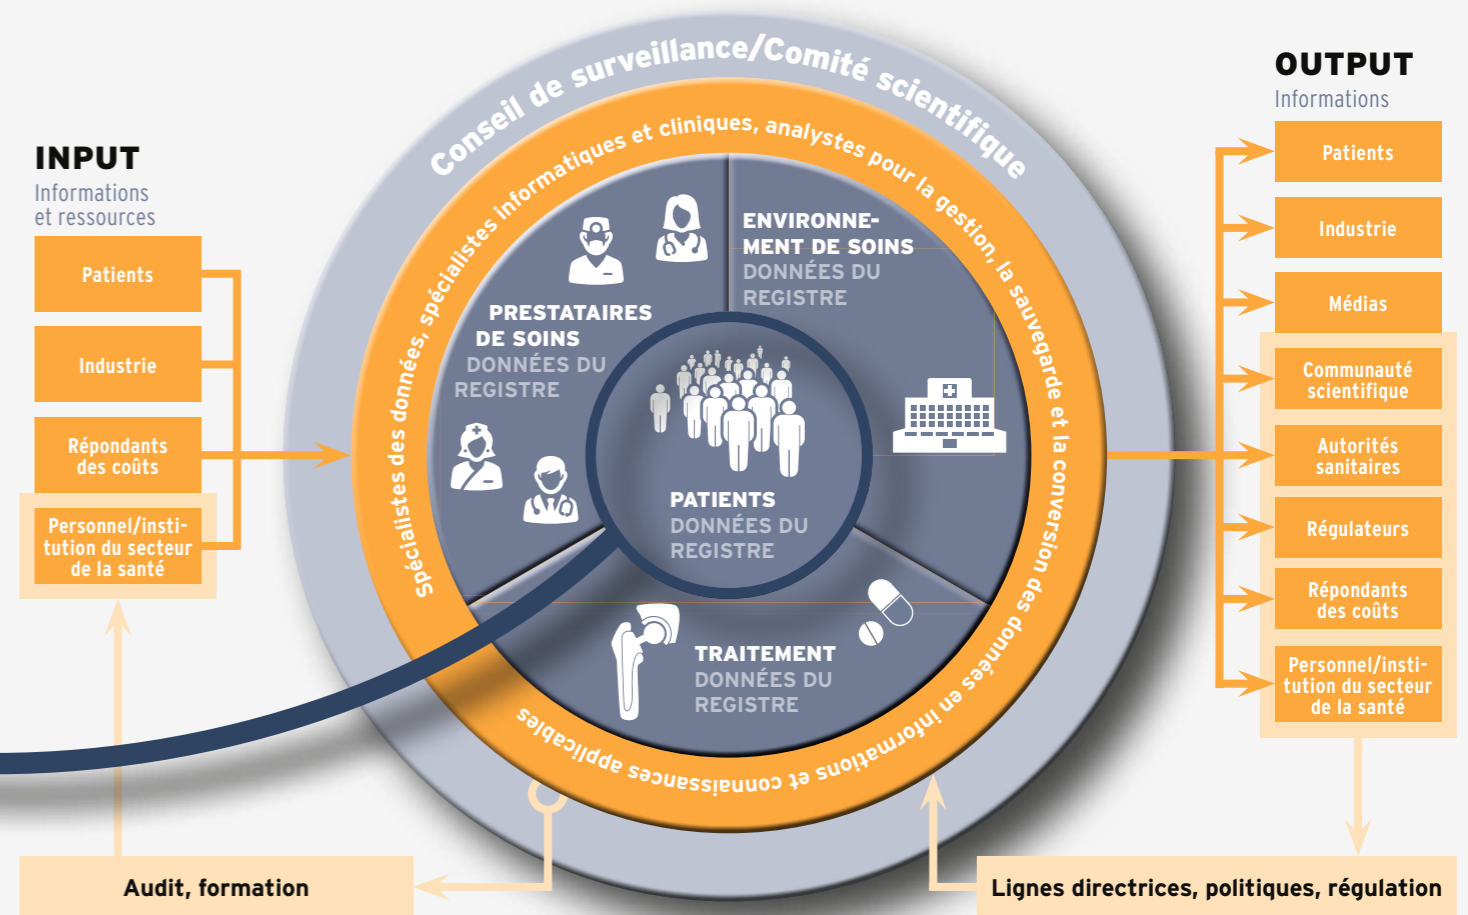 Conseil de surveillance/Comité scientifique
Spécialistes des données, spécialistes informatiques et cliniques, analystes pour la gestion, la sauvegarde et la conversion des données en informations et connaissances applicables
INPUT
Informations
et ressources
Patients
Industrie
Répondants
des coûts
Personnel/insti-
tution du secteur
de la santé
PRESTATAIRES
DE SOINS
DONNÉES DU
REGISTRE
ENVIRONNE-
MENT DE SOINS
DONNÉES DU
REGISTRE
PATIENTS
DONNÉES DU
REGISTRE
TRAITEMENT
DONNÉES DU
REGISTRE
OUTPUT
Informations
Patients
Industrie
Médias
Communauté
scientifique
Autorités
sanitaires
Régulateurs
Répondants
des coûts
Personnel/insti-
tution du secteur
de la santé
Audit, formation
Lignes directrices, politiques, régulation